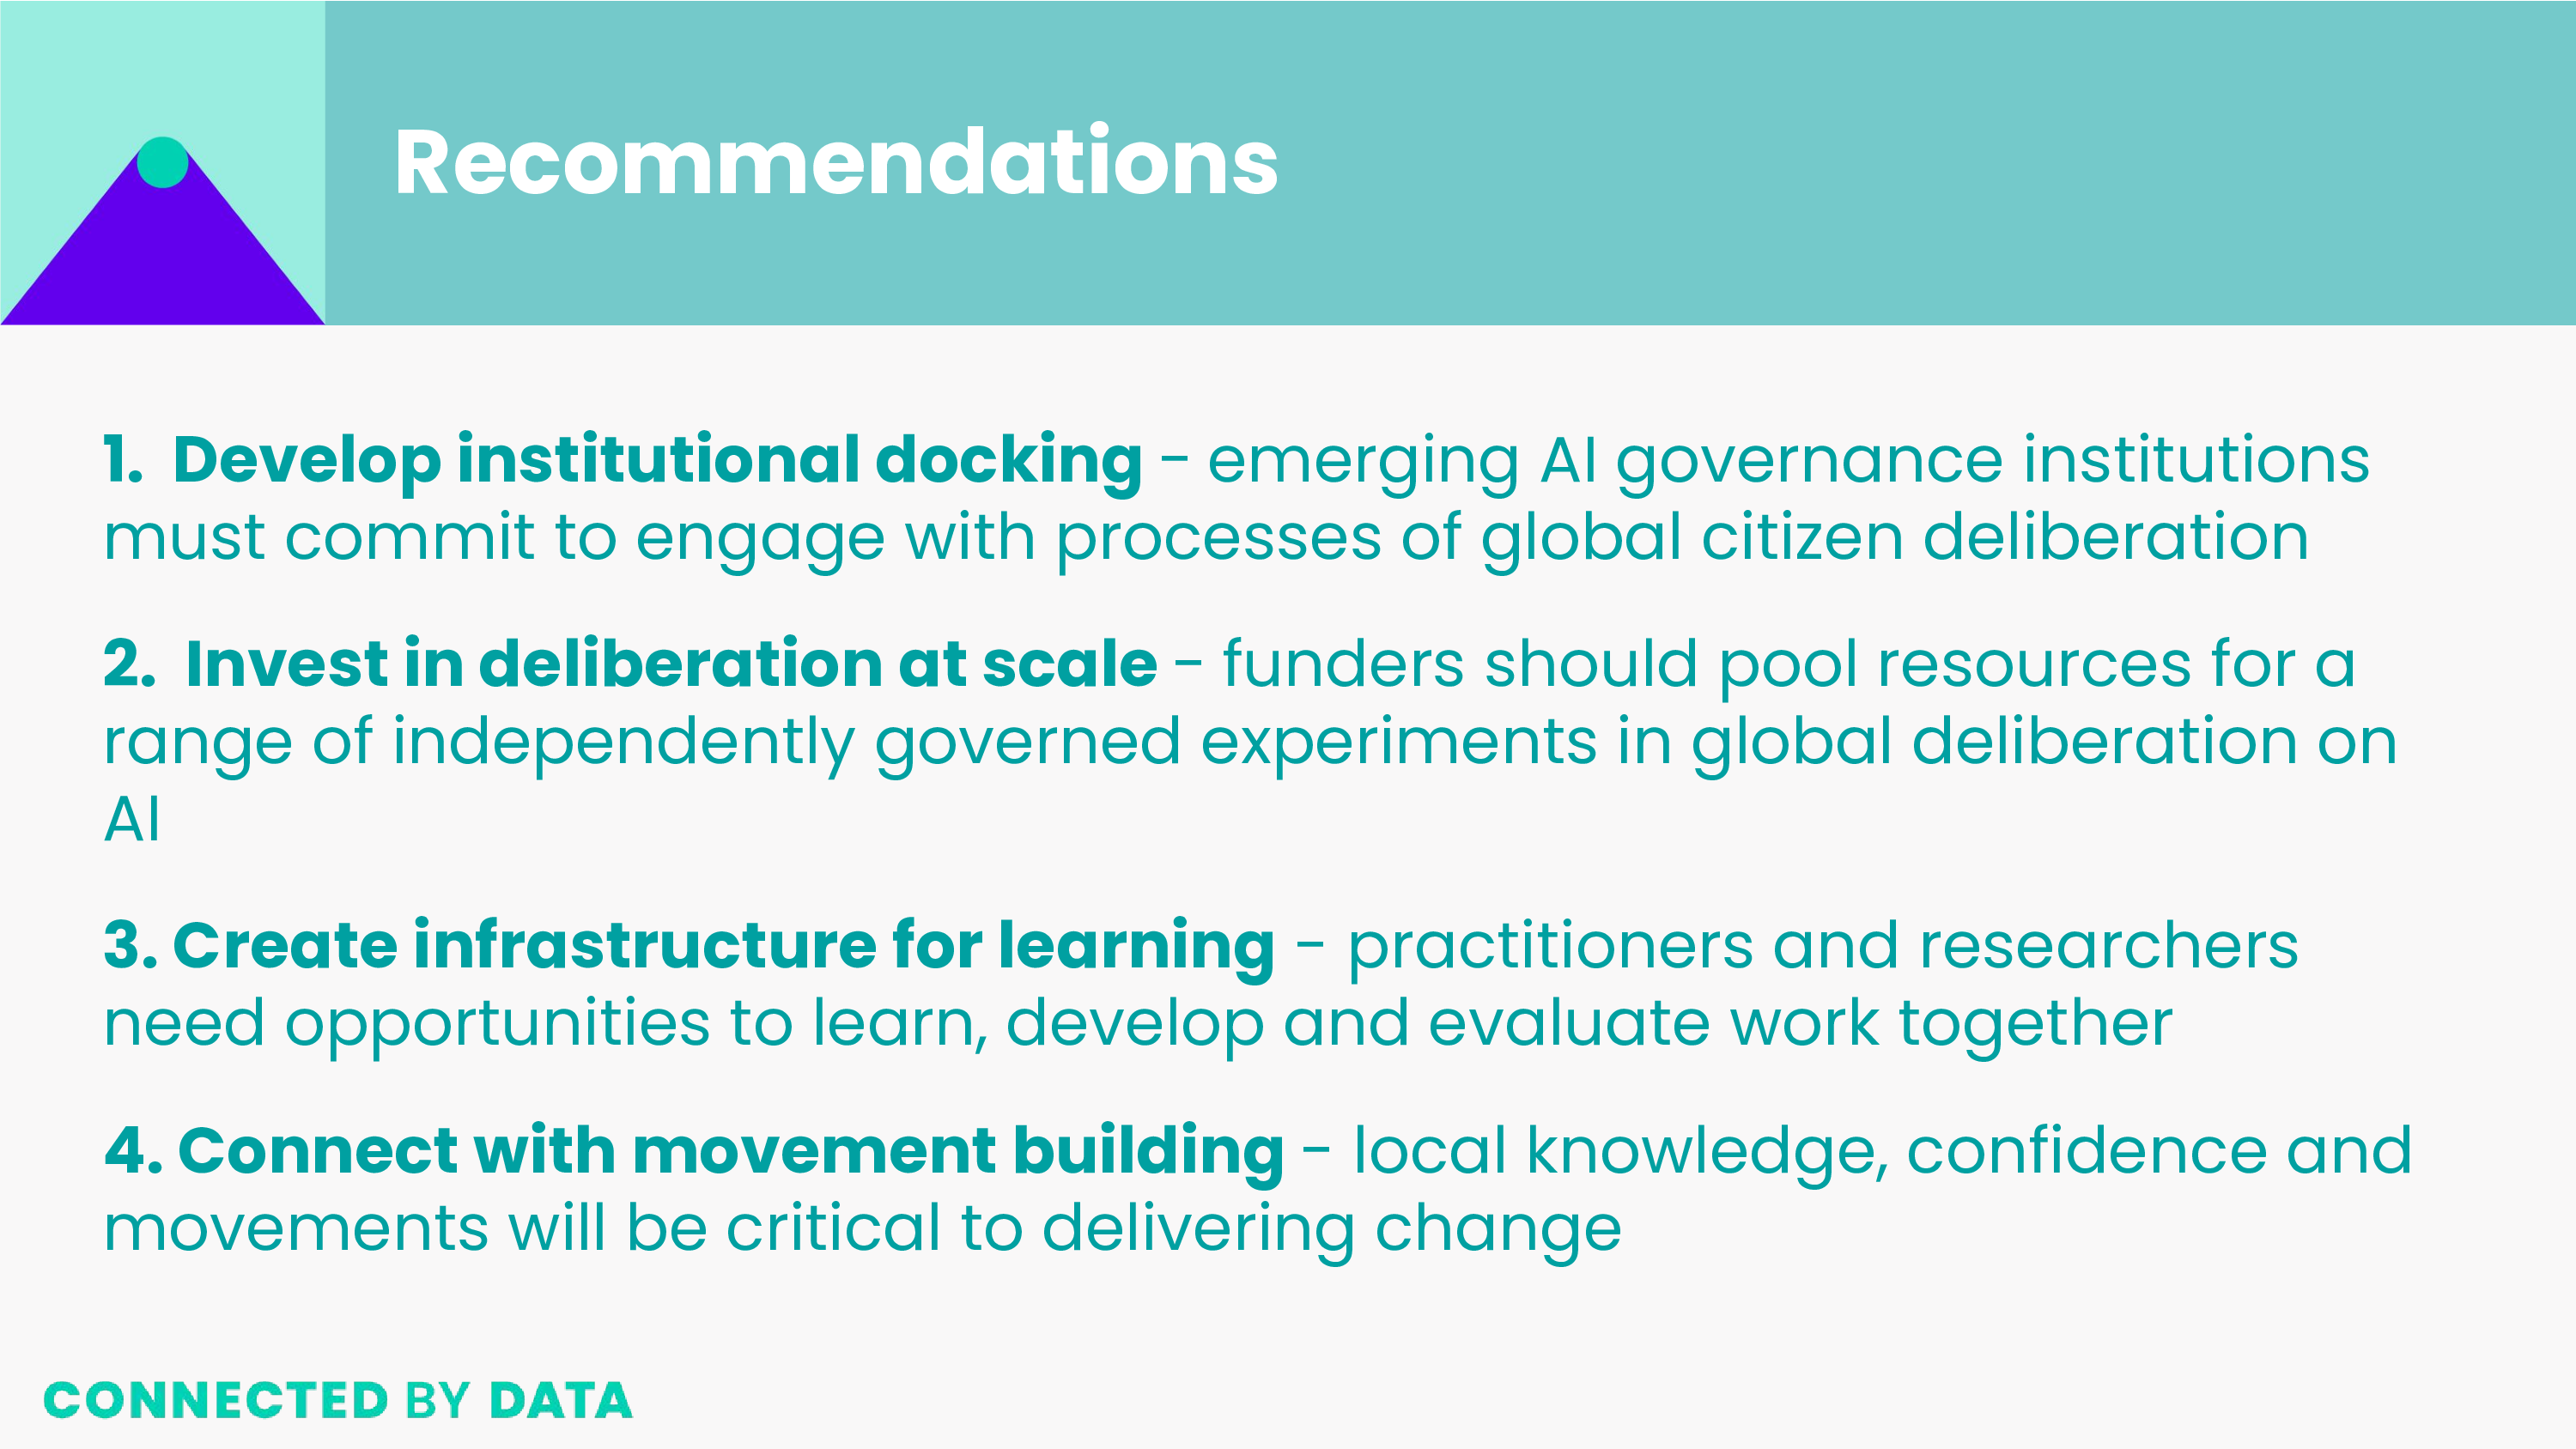 Recommendations
1. Develop institutional docking - emerging AI governance institutions
must commit to engage with processes of global citizen deliberation
2. Invest in deliberation at scale - funders should pool resources for a
range of independently governed experiments in global deliberation on
AI
3. Create infrastructure for learning - practitioners and researchers
need opportunities to learn, develop and evaluate work together
4. Connect with movement building - local knowledge, confidence and
movements will be critical to delivering change
CONNECTED BY DATA